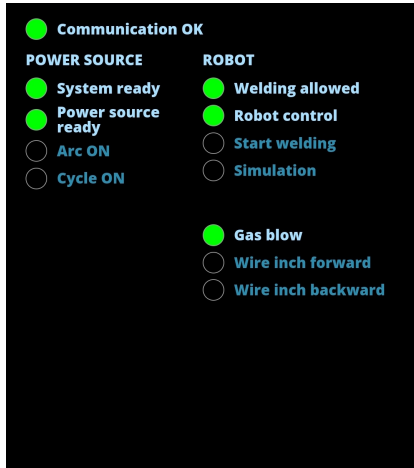 Communication OK
POWER SOURCE
System ready
Power source
ready
Arc ON
Cycle ON
ROBOT
Welding allowed
Robot control
Start welding
Simulation
Gas blow
Wire inch forward
Wire inch backward